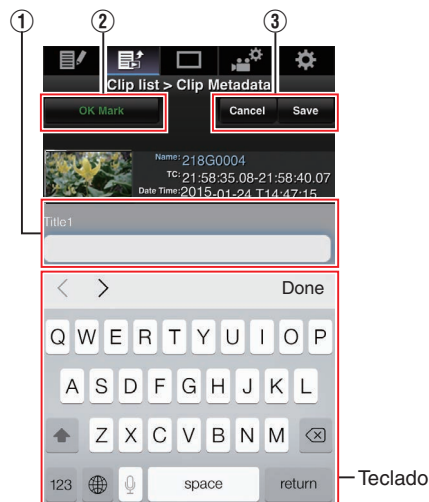 ① ② ③
Clip list > Clip Metadata
OK Mark Cancel Save
Name: 218G0004
TC: 21:58:35.08-21:58:40.07
Date Time: 2015-01-24 T14:47:15
Title1
Done
Q W E R T Y U I O P
A S D F G H J K L
Z X C V B N M
123 space return
Teclado